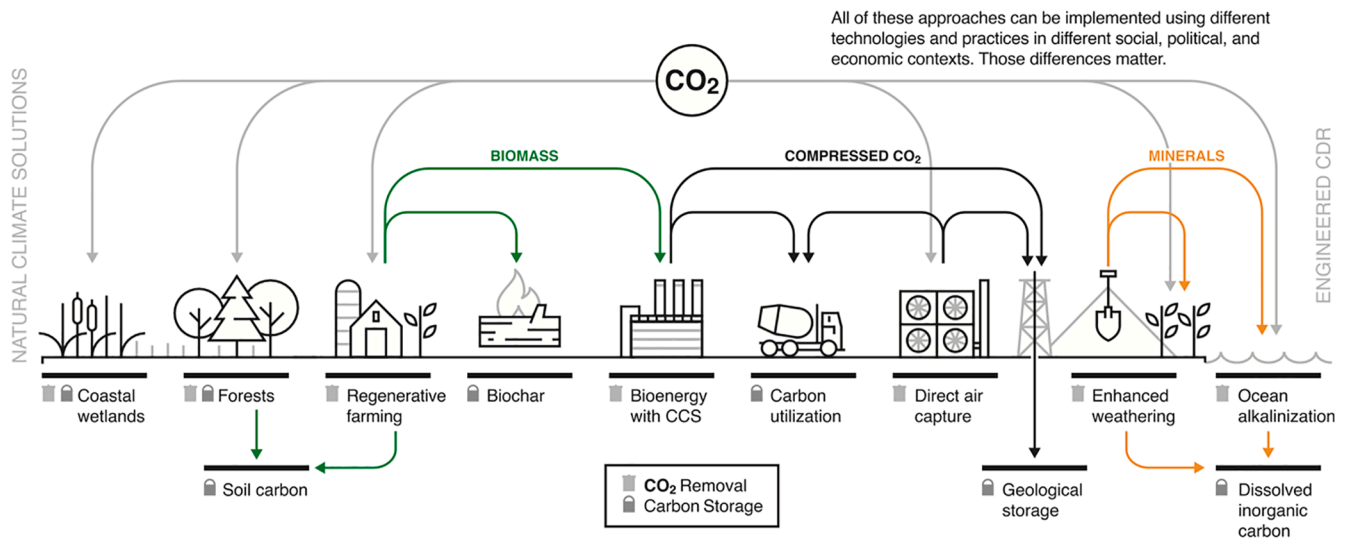 All of these approaches can be implemented using different
technologies and practices in different social, political, and
economic contexts. Those differences matter.
CO₂
NATURAL CLIMATE SOLUTIONS
ENGINEERED CDR
BIOMASS
COMPRESSED CO₂
MINERALS
Coastal
wetlands
Forests
Regenerative
farming
Biochar
Bioenergy
with CCS
Carbon
utilization
Direct air
capture
Enhanced
weathering
Ocean
alkalinization
Soil carbon
CO₂ Removal
Carbon Storage
Geological
storage
Dissolved
inorganic
carbon